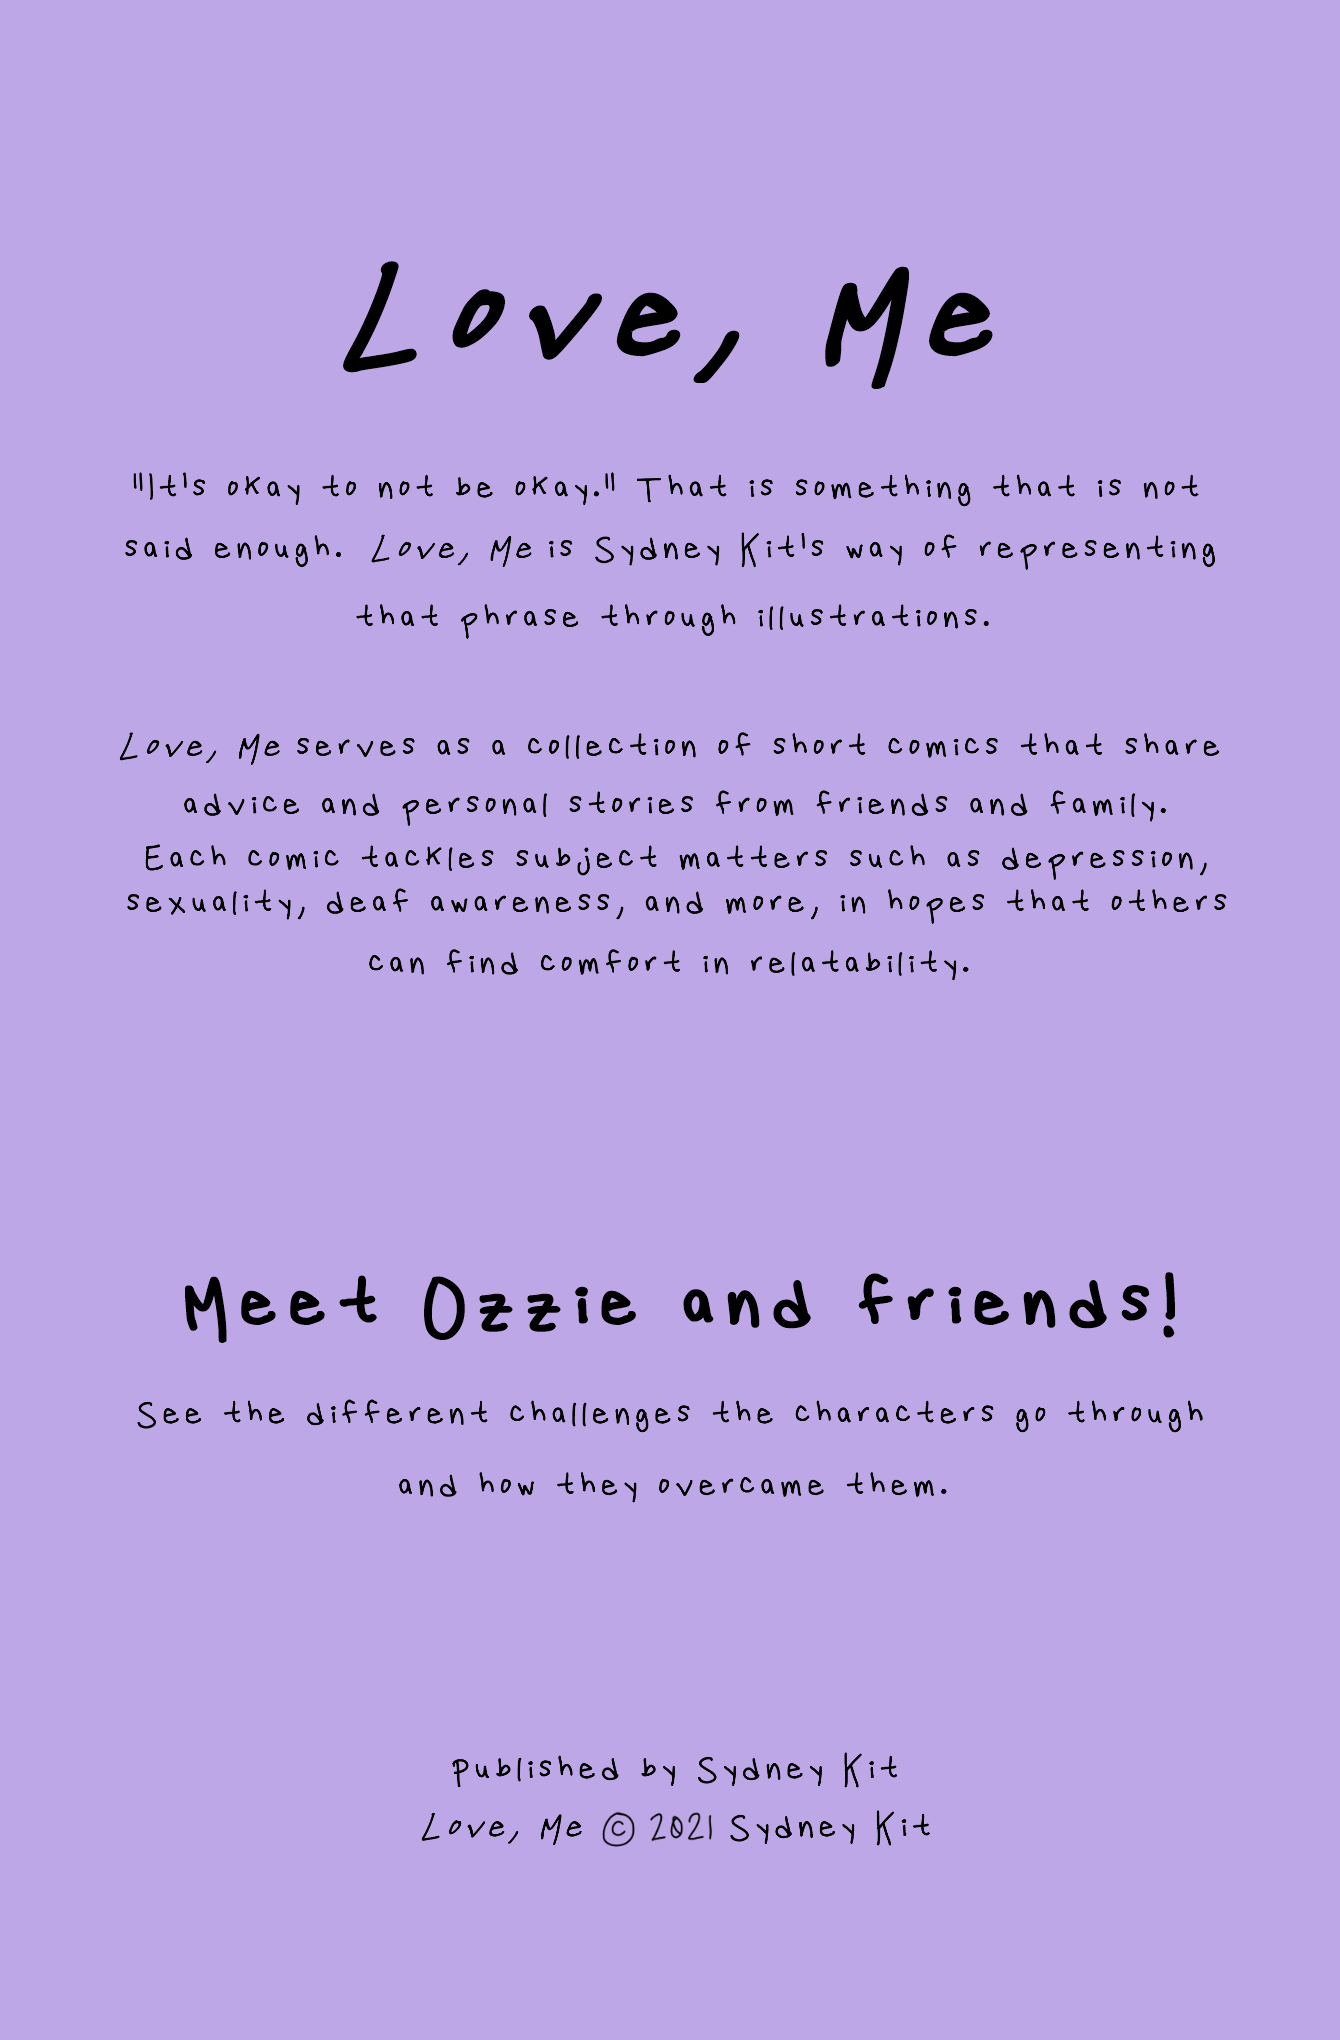 Love, Me
"It's okay to not be okay." That is something that is not
said enough. Love, Me is Sydney Kit's way of representing
that phrase through illustrations.
Love, Me serves as a collection of short comics that share
advice and personal stories from friends and family.
Each comic tackles subject matters such as depression,
sexuality, deaf awareness, and more, in hopes that others
can find comfort in relatability.
Meet Ozzie and friends!
See the different challenges the characters go through
and how they overcame them.
Published by Sydney Kit
Love, Me © 2021 Sydney Kit